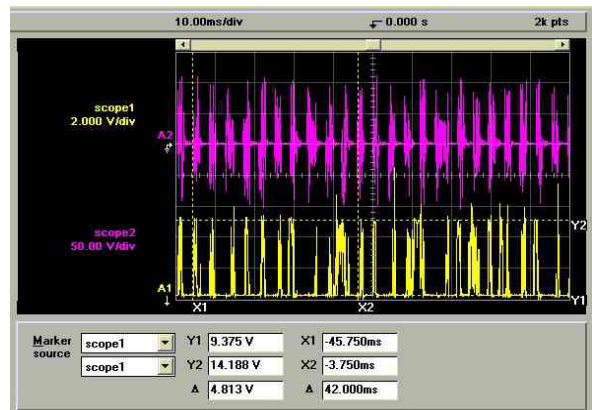 10.00ms/div 0.000 s 2k pts
scope1
2.000 V/div
A2
scope2
50.00 V/div
Y2
A1
Y1
X1 X2
Marker source scope1 Y1 9.375 V X1 -45.750ms
scope1 Y2 14.188 V X2 -3.750ms
Δ 4.813 V Δ 42.000ms